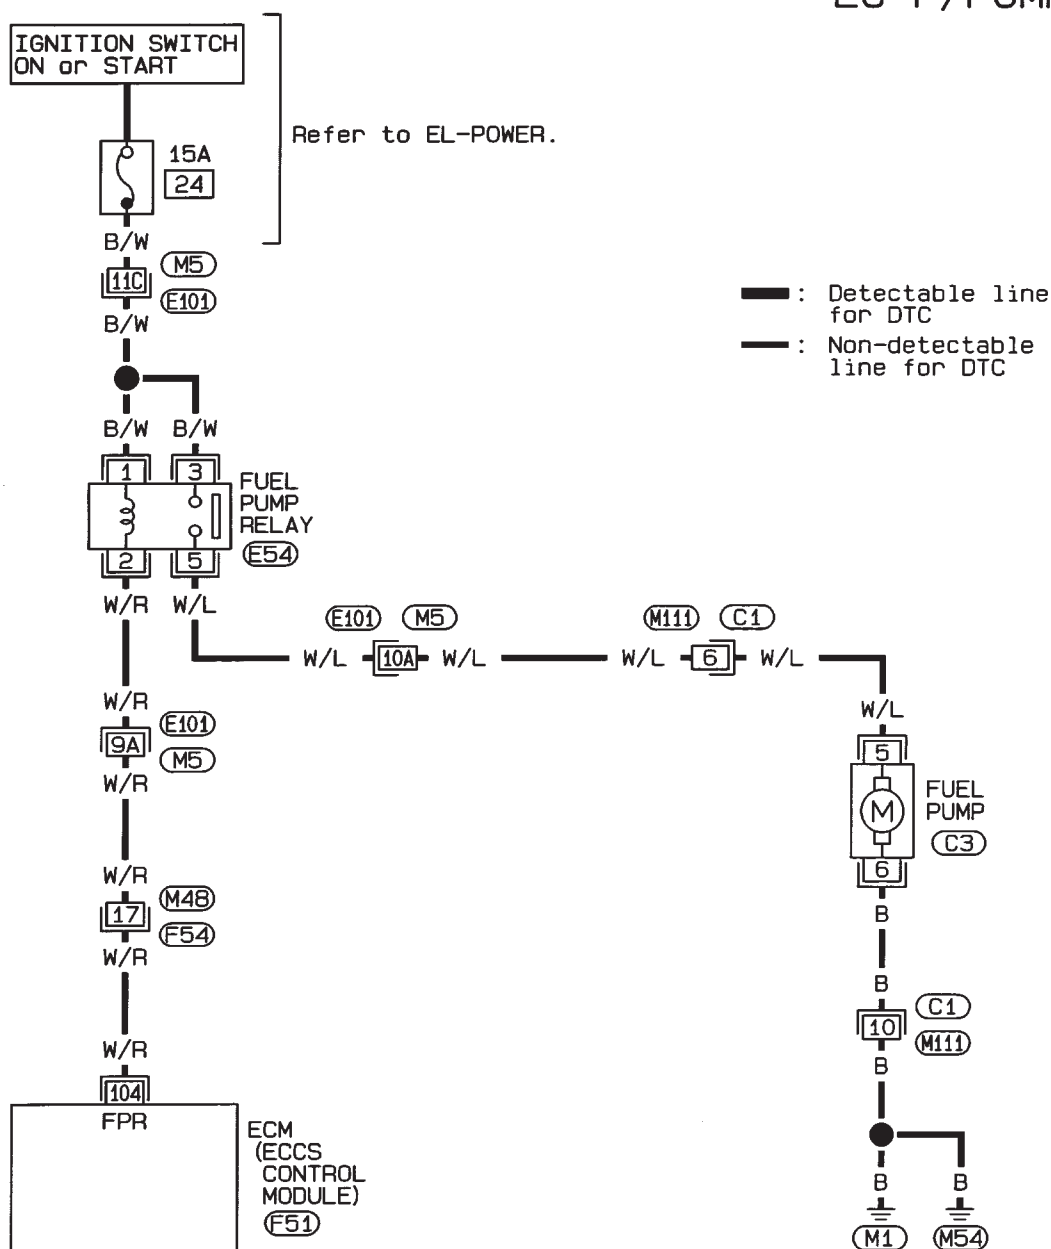 IGNITION SWITCH
ON or START
Refer to EL-POWER.
15A
24
B/W
M5
11C
E101
B/W
: Detectable line
for DTC
: Non-detectable
line for DTC
B/W B/W
1 3
FUEL
PUMP
RELAY
E54
2 5
W/R W/L
E101 M5 M111 C1
W/L 10A W/L W/L 6 W/L
W/R
E101
9A
M5
W/R
W/L
5
M
FUEL
PUMP
C3
6
B
W/R
M48
17
F54
W/R
B
C1
10
M111
B
W/R
104
FPR
ECM
(ECCS
CONTROL
MODULE)
F51
B B
M1 M54